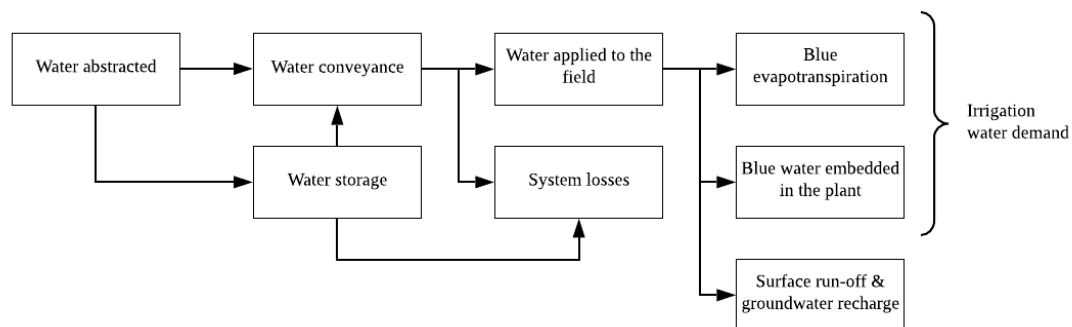 Water abstracted
Water conveyance
Water applied to the
field
Blue
evapotranspiration
Irrigation
water demand
Water storage
System losses
Blue water embedded
in the plant
Surface run-off &
groundwater recharge